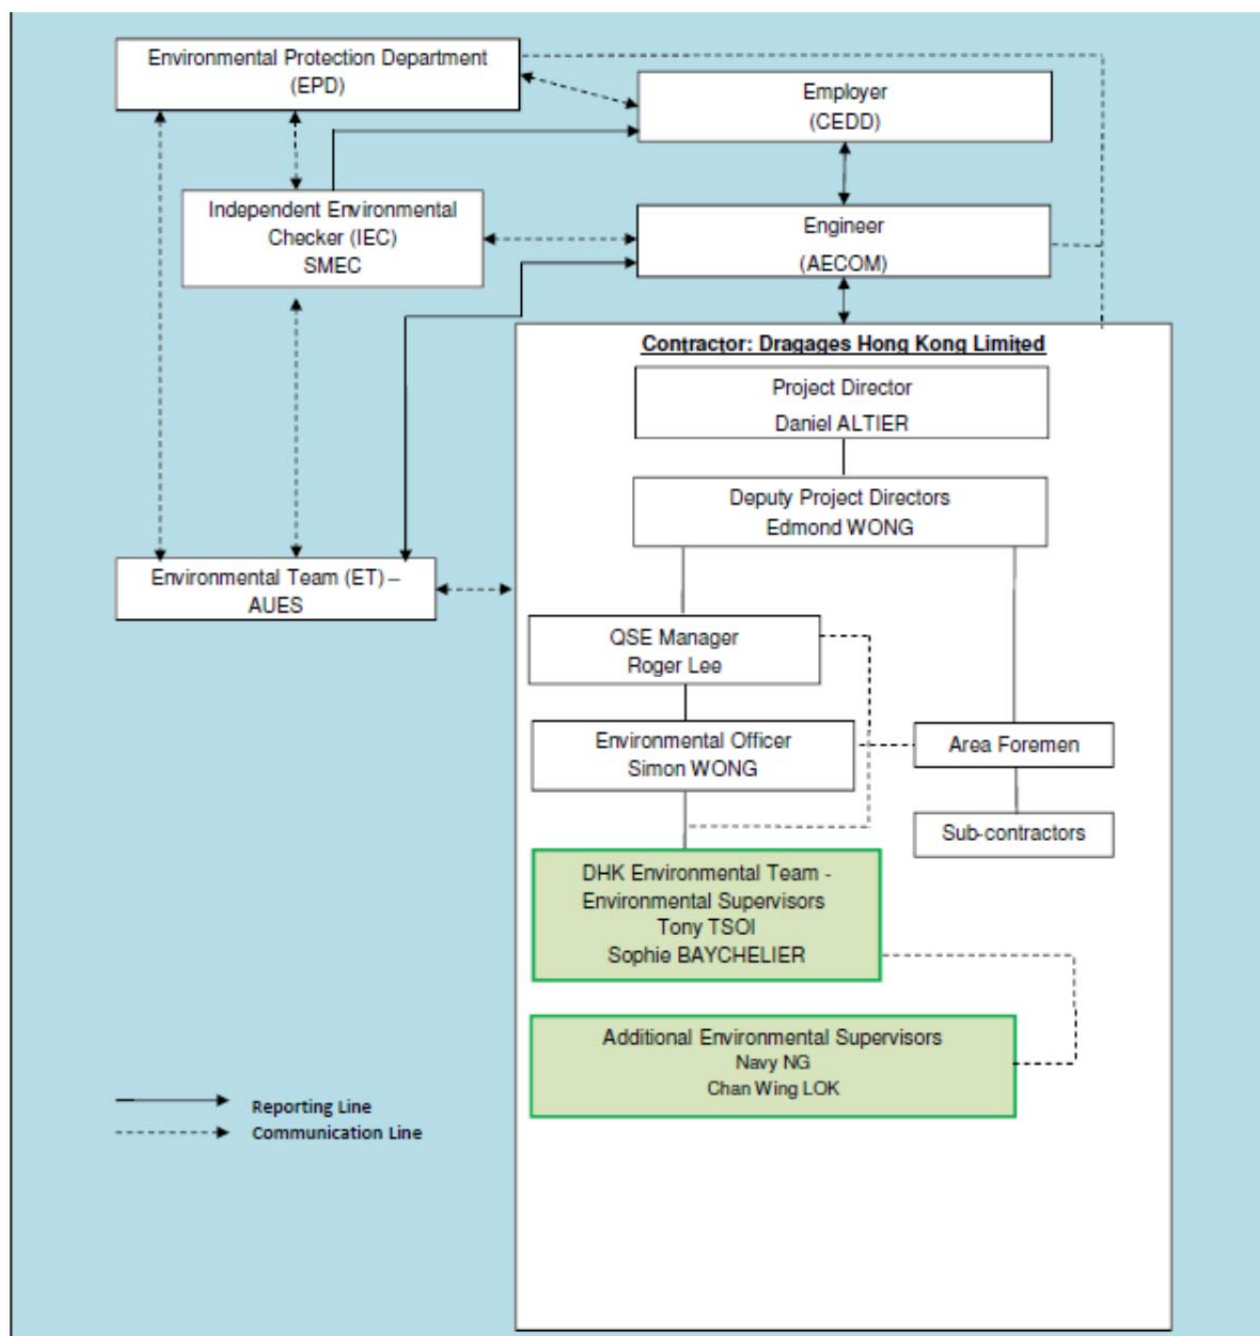 Environmental Protection Department
(EPD)
Employer
(CEDD)
Independent Environmental
Checker (IEC)
SMEC
Engineer
(AECOM)
Contractor: Dragages Hong Kong Limited
Project Director
Daniel ALTIER
Deputy Project Directors
Edmond WONG
Environmental Team (ET) –
AUES
QSE Manager
Roger Lee
Environmental Officer
Simon WONG
Area Foremen
Sub-contractors
DHK Environmental Team -
Environmental Supervisors
Tony TSOI
Sophie BAYCHELIER
Additional Environmental Supervisors
Navy NG
Chan Wing LOK
Reporting Line
Communication Line